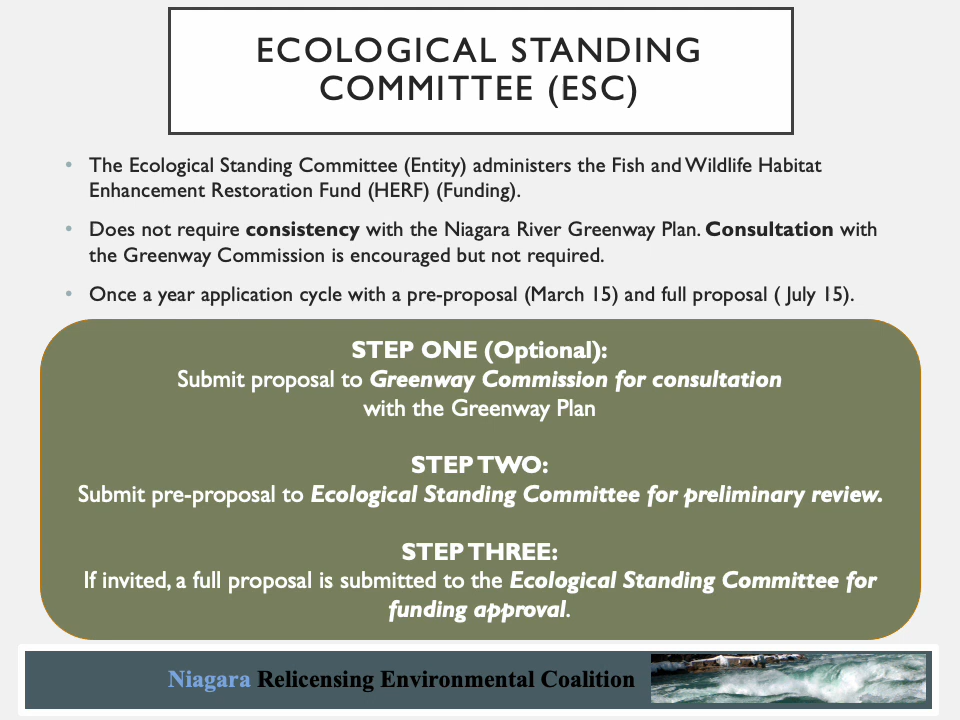 ECOLOGICAL STANDING
COMMITTEE (ESC)
• The Ecological Standing Committee (Entity) administers the Fish and Wildlife Habitat
Enhancement Restoration Fund (HERF) (Funding).
• Does not require consistency with the Niagara River Greenway Plan. Consultation with
the Greenway Commission is encouraged but not required.
• Once a year application cycle with a pre-proposal (March 15) and full proposal ( July 15).
STEP ONE (Optional):
Submit proposal to Greenway Commission for consultation
with the Greenway Plan
STEP TWO:
Submit pre-proposal to Ecological Standing Committee for preliminary review.
STEP THREE:
If invited, a full proposal is submitted to the Ecological Standing Committee for
funding approval.
Niagara Relicensing Environmental Coalition